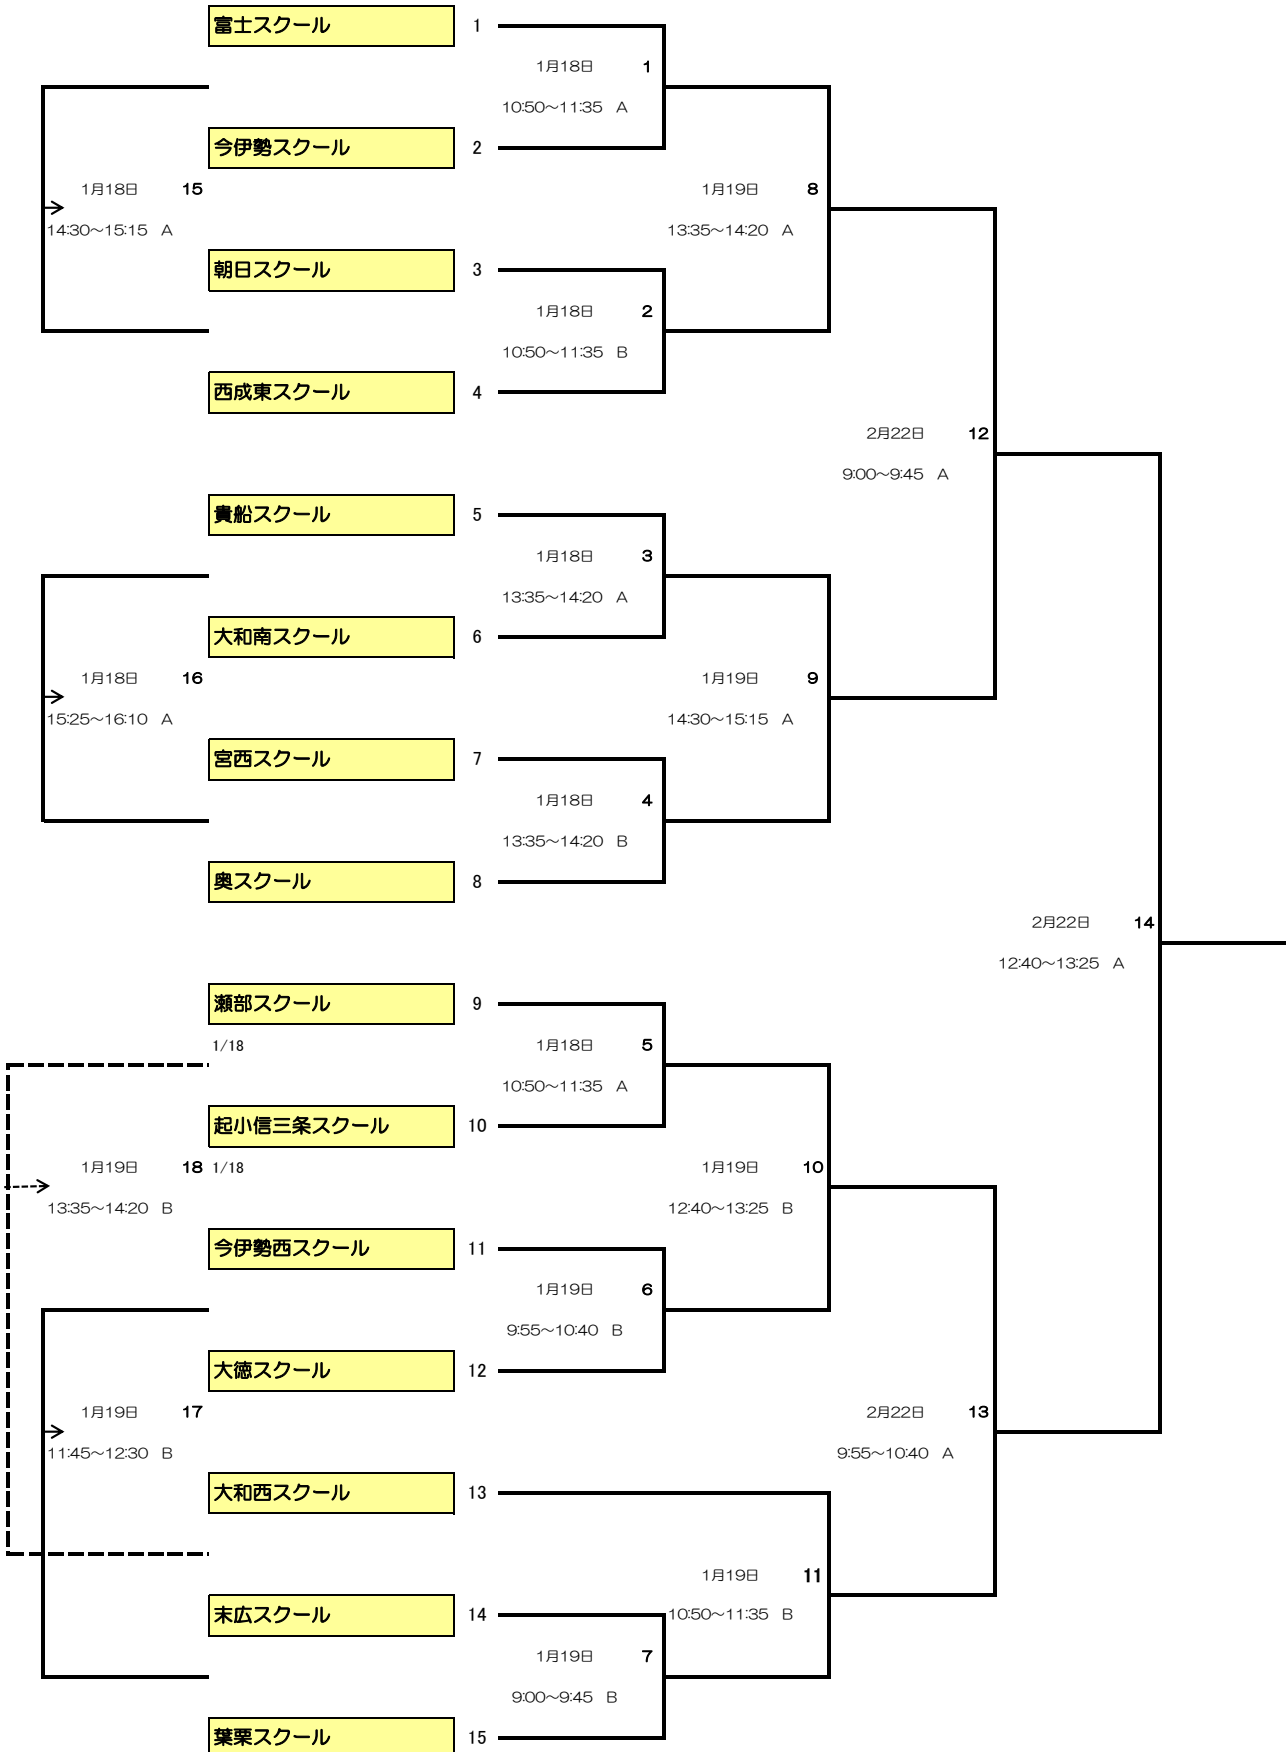 富士スクール 1
1月18日 1
10:50～11:35 A
今伊勢スクール 2
1月18日 15 1月19日 8
14:30～15:15 A 13:35～14:20 A
朝日スクール 3
1月18日 2
10:50～11:35 B
西成東スクール 4
2月22日 12
9:00～9:45 A
貴船スクール 5
1月18日 3
13:35～14:20 A
大和南スクール 6
1月18日 16 1月19日 9
15:25～16:10 A 14:30～15:15 A
宮西スクール 7
1月18日 4
13:35～14:20 B
奥スクール 8
2月22日 14
12:40～13:25 A
瀬部スクール 9
1/18 1月18日 5
10:50～11:35 A
起小信三条スクール 10
1月19日 18 1/18 1月19日 10
13:35～14:20 B 12:40～13:25 B
今伊勢西スクール 11
1月19日 6
9:55～10:40 B
大徳スクール 12
1月19日 17 2月22日 13
11:45～12:30 B 9:55～10:40 A
大和西スクール 13
1月19日 11
末広スクール 14 10:50～11:35 B
1月19日 7
9:00～9:45 B
葉栗スクール 15